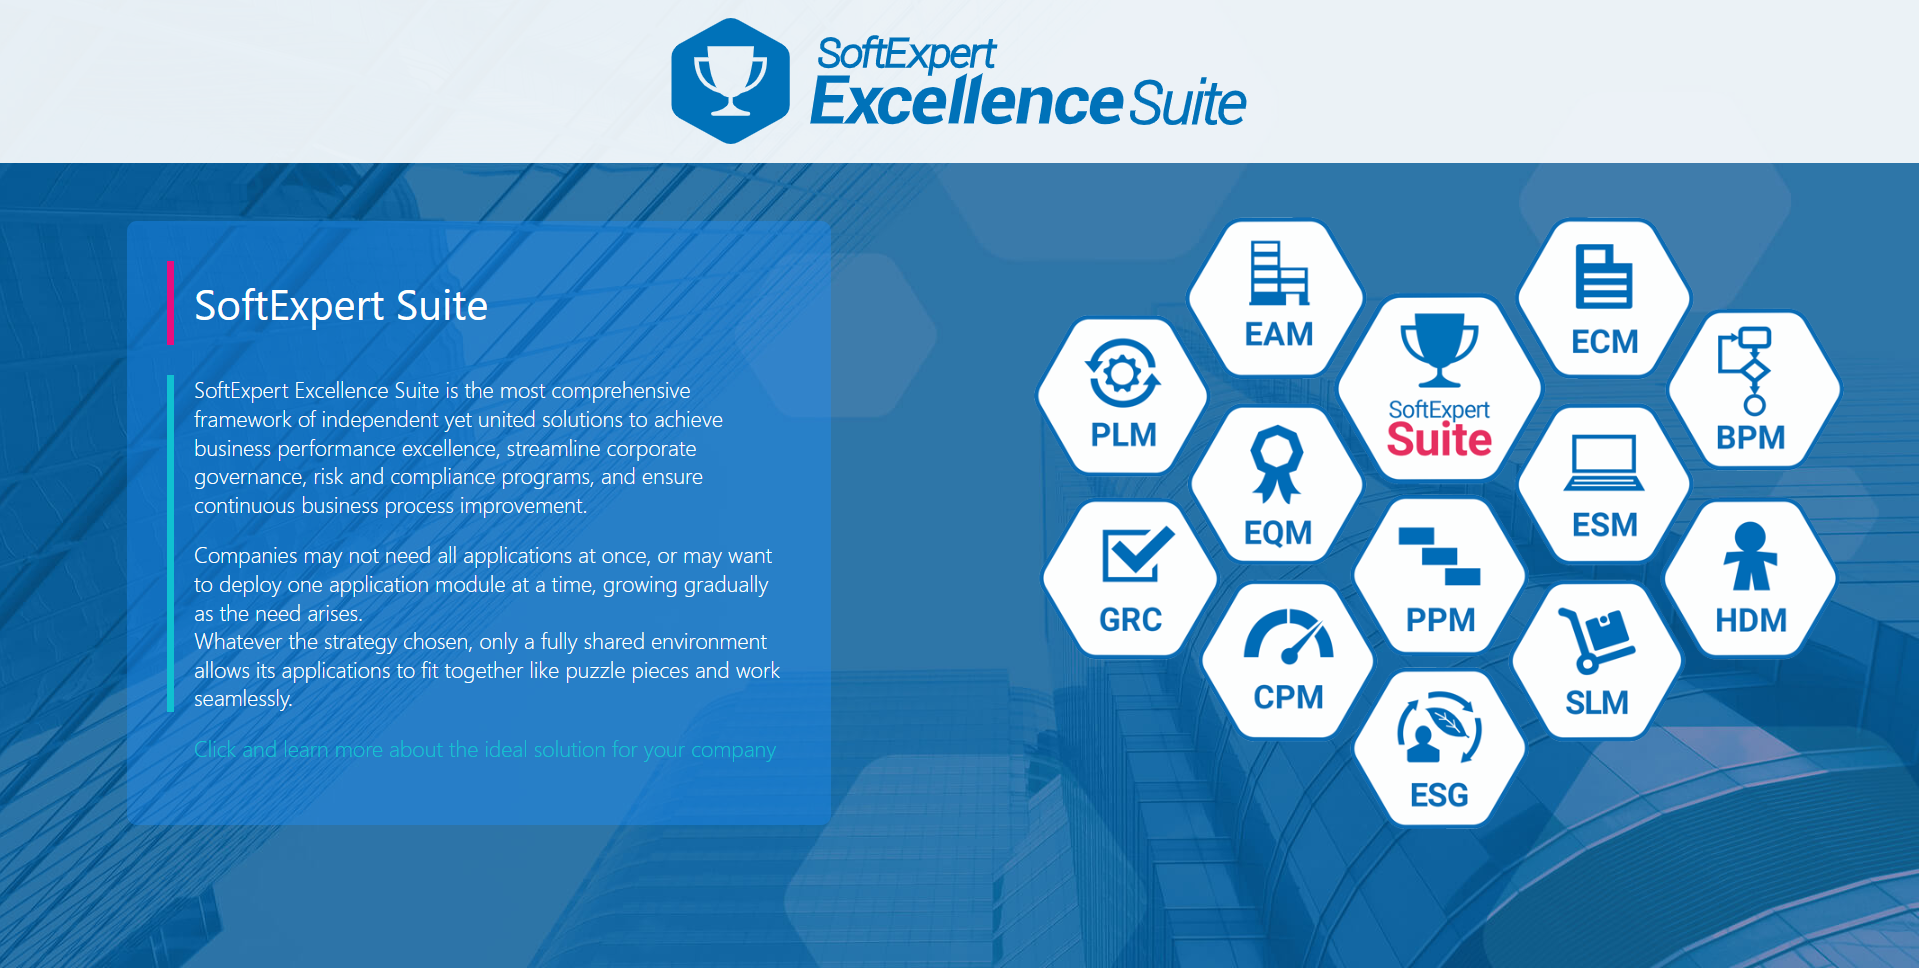 SoftExpert
Excellence Suite
SoftExpert Suite
SoftExpert Excellence Suite is the most comprehensive
framework of independent yet united solutions to achieve
business performance excellence, streamline corporate
governance, risk and compliance programs, and ensure
continuous business process improvement.
Companies may not need all applications at once, or may want
to deploy one application module at a time, growing gradually
as the need arises.
Whatever the strategy chosen, only a fully shared environment
allows its applications to fit together like puzzle pieces and work
seamlessly.
Click and learn more about the ideal solution for your company
EAM
ECM
PLM
SoftExpert
Suite
BPM
EQM
ESM
GRC
PPM
HDM
CPM
SLM
ESG